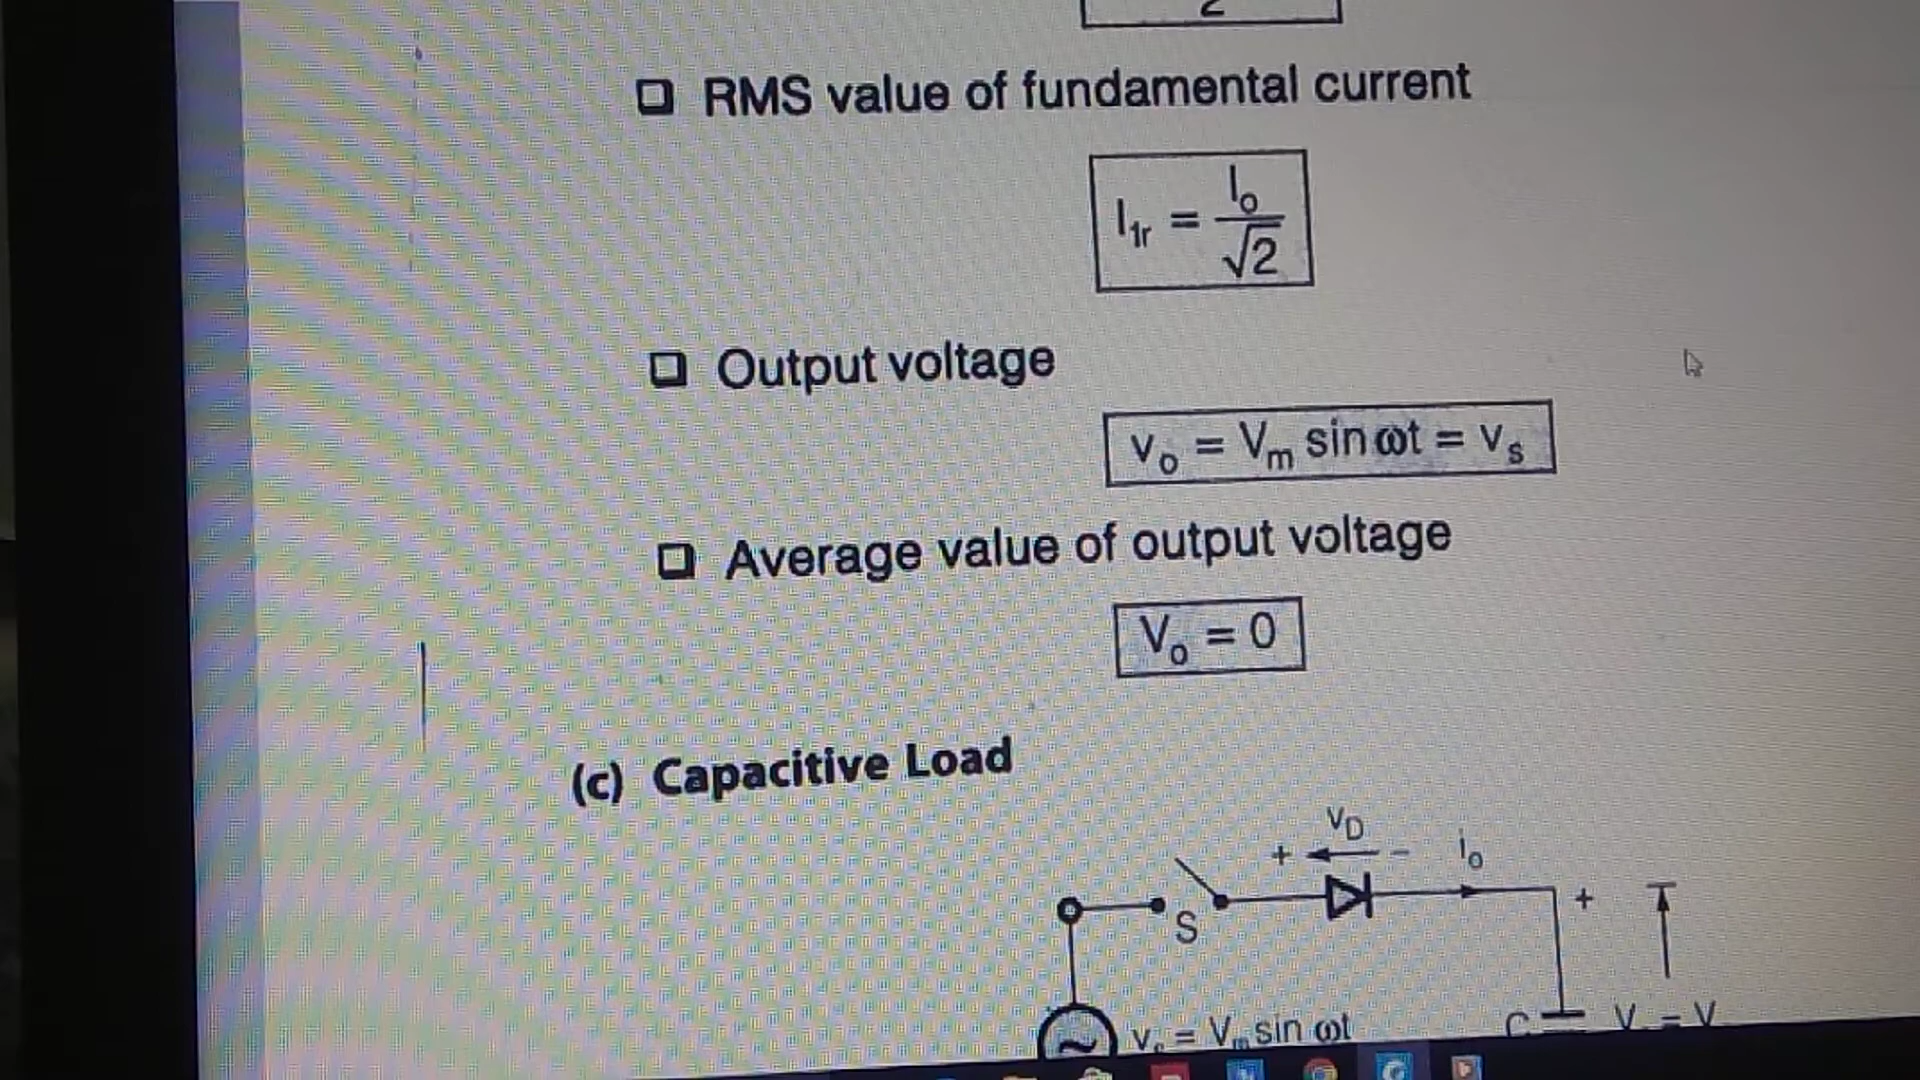 2
❑ RMS value of fundamental current
I1r = Io/√2
❑ Output voltage
vo = Vm sin ωt = vs
❑ Average value of output voltage
Vo = 0
(c) Capacitive Load
vD
+ −
io
S
+
vs = Vm sin ωt
C